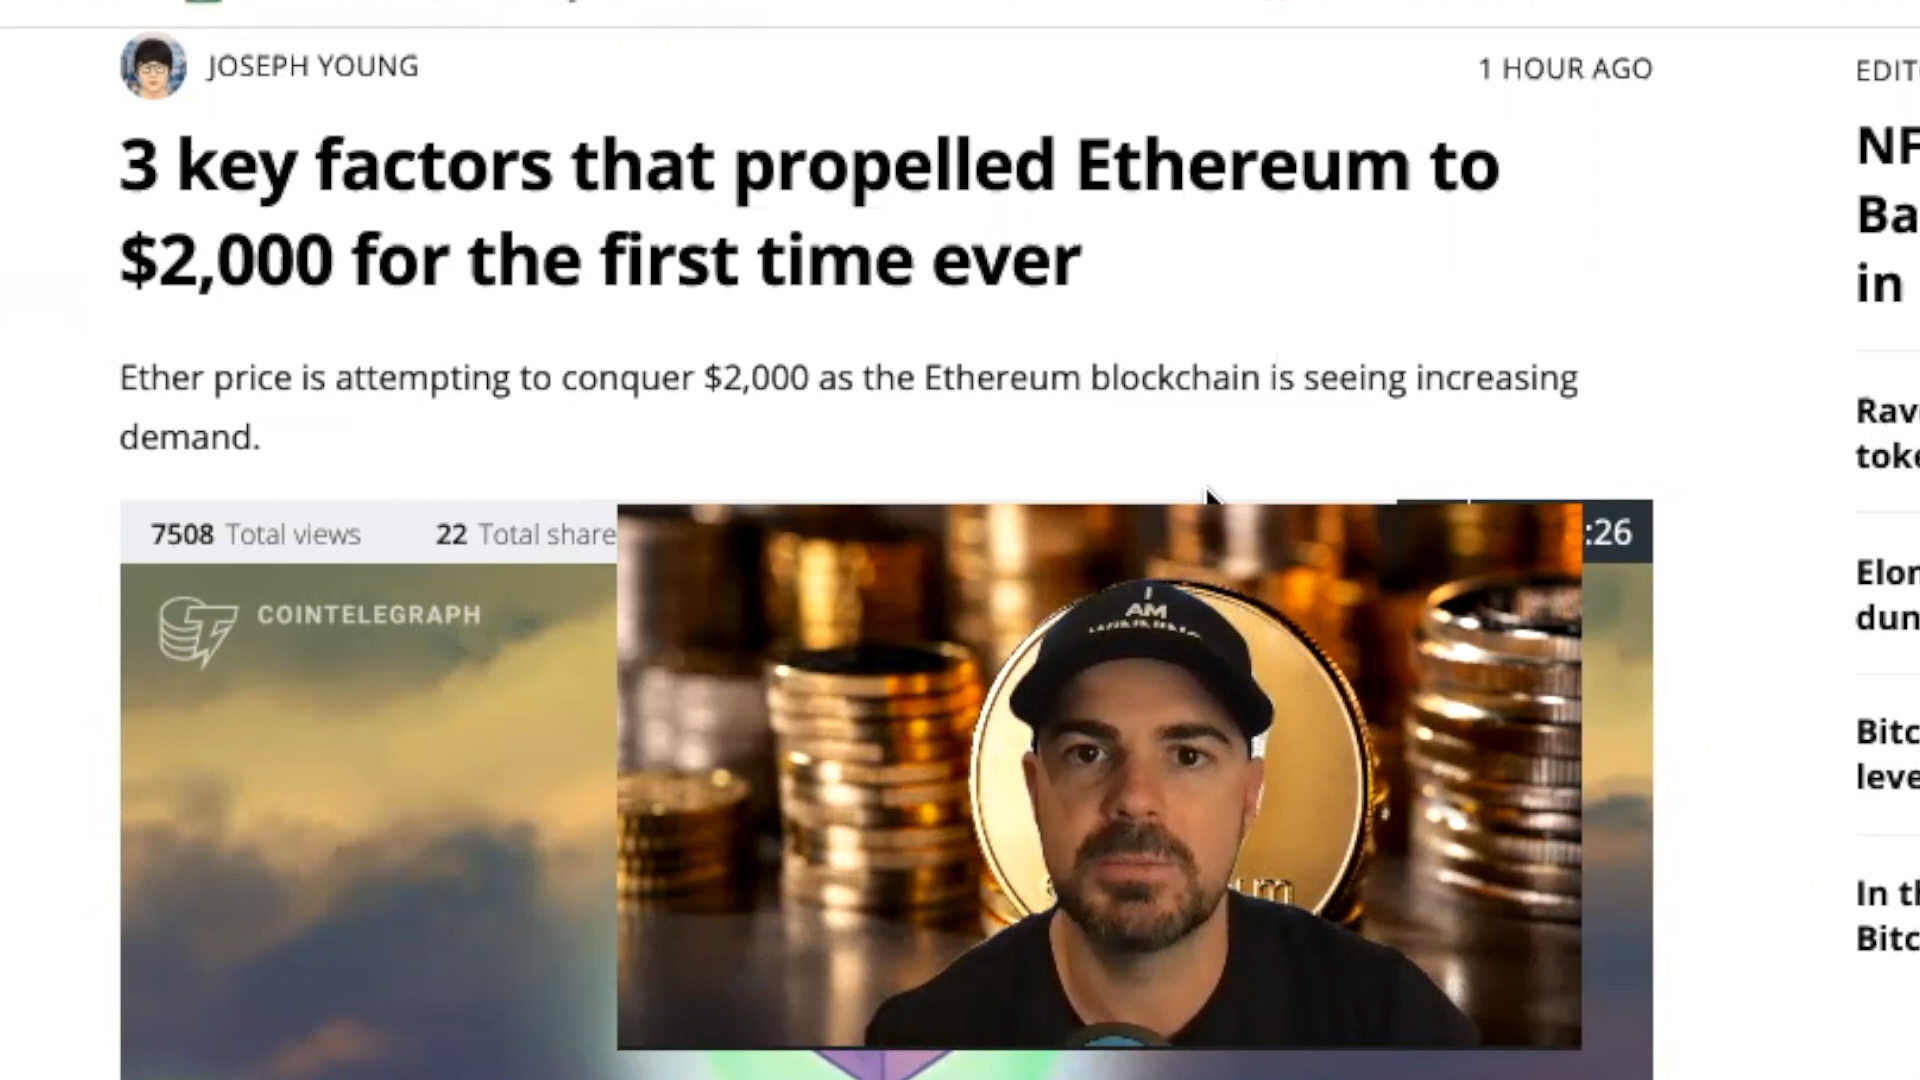 JOSEPH YOUNG
1 HOUR AGO
3 key factors that propelled Ethereum to
$2,000 for the first time ever
Ether price is attempting to conquer $2,000 as the Ethereum blockchain is seeing increasing
demand.
7508 Total views
22 Total share
:26
COINTELEGRAPH
I
AM
um
EDIT
NF
Ba
in
Rav
toke
Elon
dun
Bitc
leve
In th
Bitc